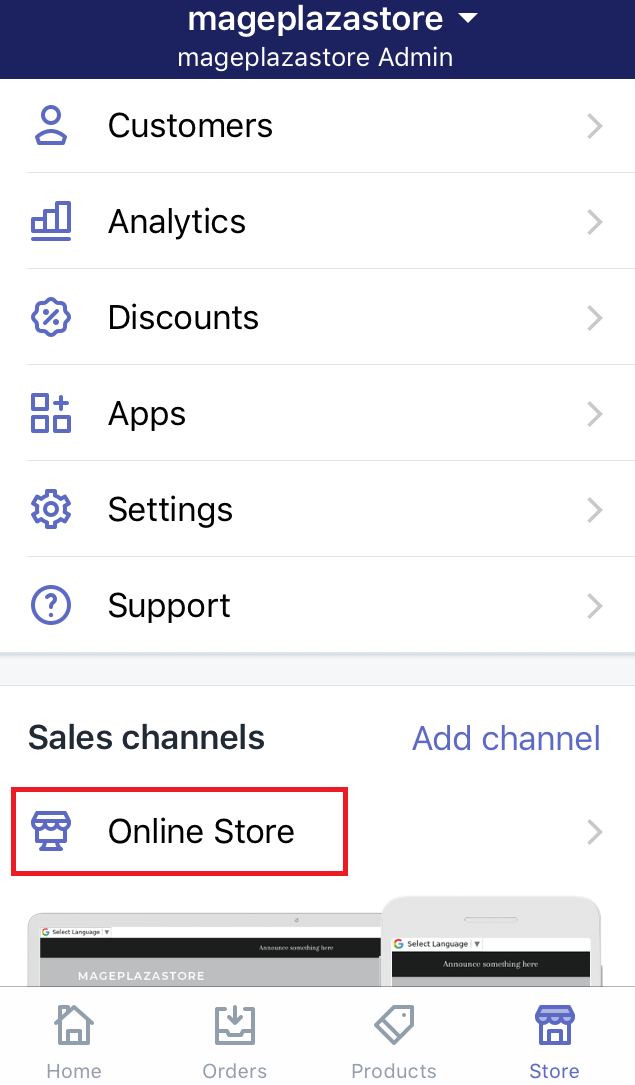 mageplazastore
mageplazastore Admin
Customers
Analytics
Discounts
Apps
Settings
Support
Sales channels Add channel
Online Store
G Select Language ▼
Announce something here
MAGEPLAZASTORE
G Select Language ▼
Announce something here
Home Orders Products Store